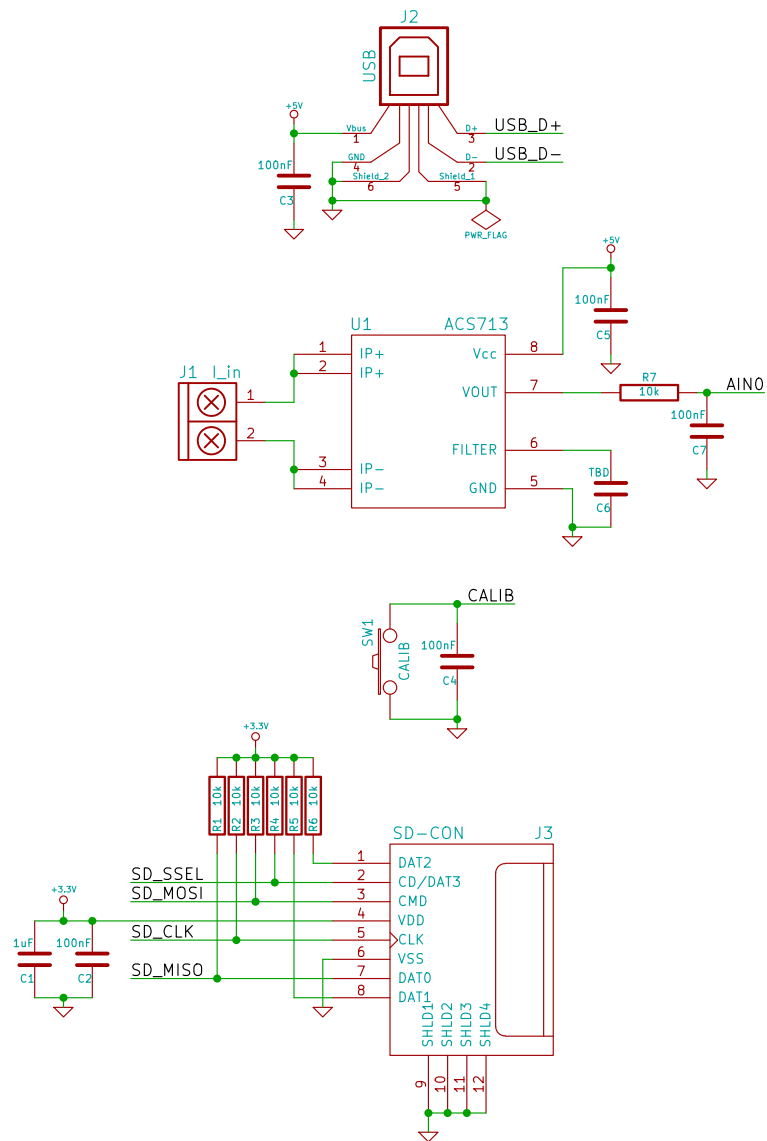 J2
USB
+5V
Vbus
1
D+
3
USB_D+
GND
4
D-
2
USB_D-
100nF
C3
Shield_2
6
Shield_1
5
PWR_FLAG
+5V
100nF
C5
U1
ACS713
1
IP+
2
IP+
3
IP-
4
IP-
Vcc
8
VOUT
7
FILTER
6
GND
5
J1
I_in
1
2
R7
10k
AIN0
100nF
C7
TBD
C6
CALIB
SW1
CALIB
100nF
C4
+3.3V
R1 10k
R2 10k
R3 10k
R4 10k
R5 10k
R6 10k
SD-CON
J3
1
DAT2
SD_SSEL
2
CD/DAT3
SD_MOSI
3
CMD
+3.3V
4
VDD
SD_CLK
5
CLK
1uF
C1
100nF
C2
6
VSS
SD_MISO
7
DAT0
8
DAT1
SHLD1
SHLD2
SHLD3
SHLD4
9
10
11
12